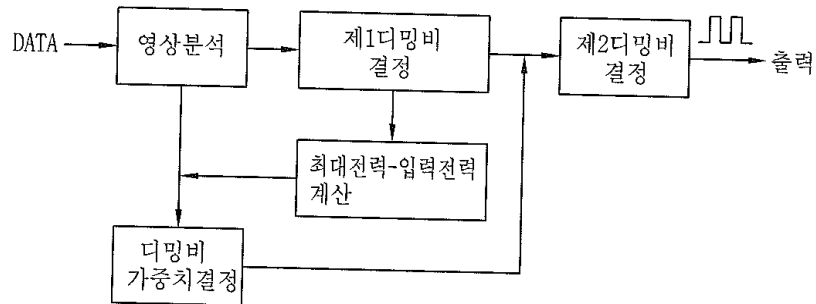 DATA
영상분석
제1디밍비
결정
제2디밍비
결정
출력
최대전력-입력전력
계산
디밍비
가중치결정